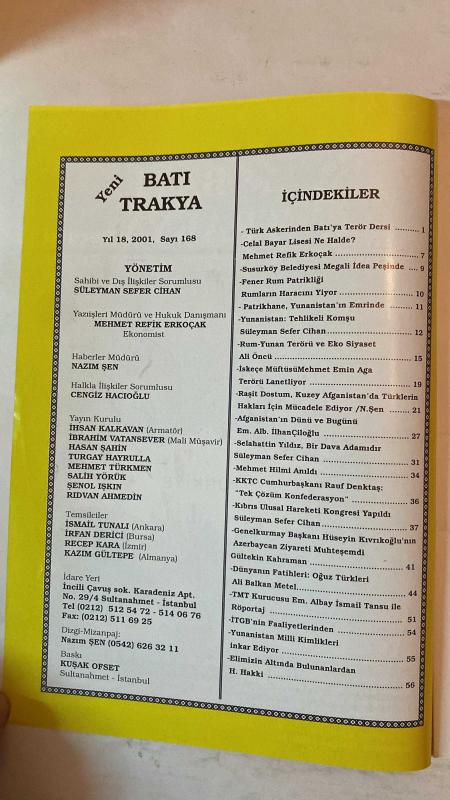 Yeni BATI
TRAKYA
Yıl 18, 2001, Sayı 168
YÖNETİM
Sahibi ve Dış İlişkiler Sorumlusu
SÜLEYMAN SEFER CİHAN
Yazıişleri Müdürü ve Hukuk Danışmanı
MEHMET REFİK ERKOÇAK
Ekonomist
Haberler Müdürü
NAZIM ŞEN
Halkla İlişkiler Sorumlusu
CENGİZ HACIOĞLU
Yayın Kurulu
İHSAN KALKAVAN (Armatör)
İBRAHİM VATANSEVER (Mali Müşavir)
HASAN ŞAHİN
TURGAY HAYRULLA
MEHMET TÜRKMEN
SALİH YÖRÜK
ŞENOL IŞKIN
RIDVAN AHMEDİN
Temsilciler
İSMAİL TUNALI (Ankara)
İRFAN DERİCİ (Bursa)
RECEP KARA (İzmir)
KAZIM GÜLTEPE (Almanya)
İdare Yeri
İncili Çavuş sok. Karadeniz Apt.
No. 29/4 Sultanahmet - İstanbul
Tel (0212) 512 54 72 - 514 06 76
Fax: (0212) 511 69 25
Dizgi-Mizanpaj:
Nazım ŞEN (0542) 626 32 11
Baskı
KUŞAK OFSET
Sultanahmet - İstanbul
İÇİNDEKİLER
- Türk Askerinden Batı'ya Terör Dersi .......... 1
-Celal Bayar Lisesi Ne Halde?
Mehmet Refik Erkoçak .......... 7
-Susurköy Belediyesi Megali İdea Peşinde .... 9
-Fener Rum Patrikliği
Rumların Haracını Yiyor .......... 10
- Patrikhane, Yunanistan'ın Emrinde .......... 11
-Yunanistan: Tehlikeli Komşu
Süleyman Sefer Cihan .......... 12
-Rum-Yunan Terörü ve Eko Siyaset
Ali Öncü .......... 15
-İskeçe MüftüsüMehmet Emin Aga
Terörü Lanetliyor .......... 19
-Raşit Dostum, Kuzey Afganistan'da Türklerin
Hakları İçin Mücadele Ediyor /N.Şen ........ 21
-Afganistan'ın Dünü ve Bugünü
Em. Alb. İlhanÇiloğlu .......... 27
-Selahattin Yıldız, Bir Dava Adamıdır
Süleyman Sefer Cihan .......... 31
-Mehmet Hilmi Anıldı .......... 34
-KKTC Cumhurbaşkanı Rauf Denktaş:
"Tek Çözüm Konfederasyon" .......... 36
-Kıbrıs Ulusal Hareketi Kongresi Yapıldı
Süleyman Sefer Cihan .......... 37
-Genelkurmay Başkanı Hüseyin Kıvrıkoğlu'nın
Azerbaycan Ziyareti Muhteşemdi
Gültekin Kahraman .......... 41
-Dünyanın Fatihleri: Oğuz Türkleri
Ali Balkan Metel .......... 44
-TMT Kurucusu Em. Albay İsmail Tansu ile
Röportaj .......... 51
-İTGB'nin Faaliyetlerinden .......... 54
-Yunanistan Milli Kimlikleri
inkar Ediyor .......... 55
-Elimizin Altında Bulunanlardan
H. Hakki .......... 56